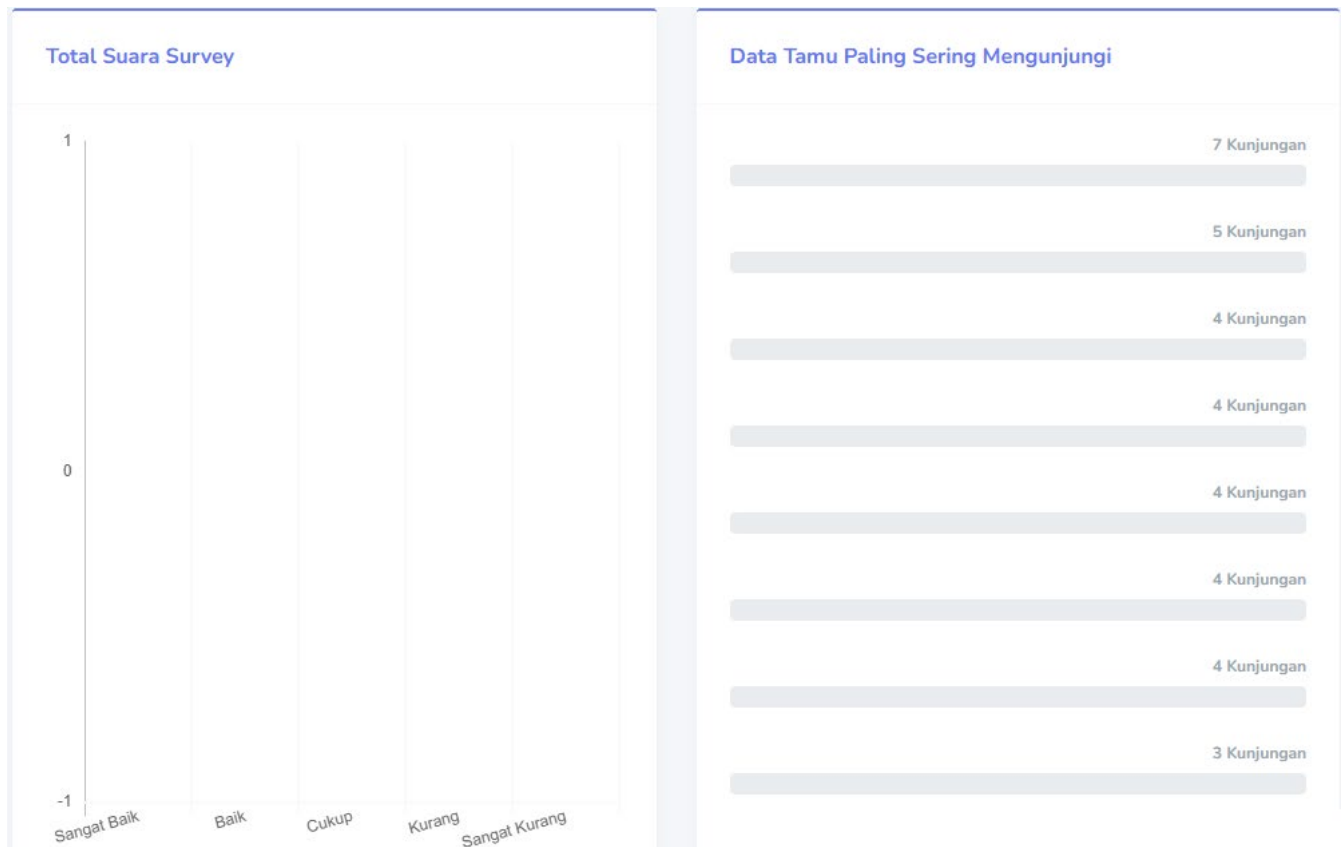 Total Suara Survey
1
0
-1
Sangat Baik
Baik
Cukup
Kurang
Sangat Kurang
Data Tamu Paling Sering Mengunjungi
7 Kunjungan
5 Kunjungan
4 Kunjungan
4 Kunjungan
4 Kunjungan
4 Kunjungan
4 Kunjungan
3 Kunjungan